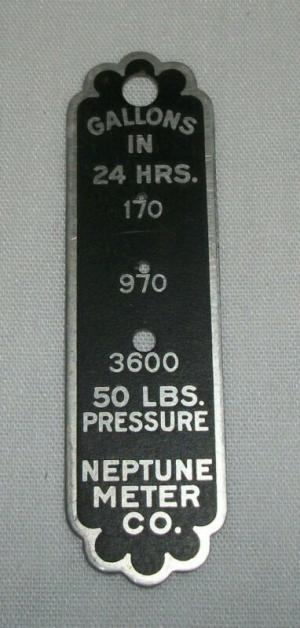 GALLONS
IN
24 HRS.
170
970
3600
50 LBS.
PRESSURE
NEPTUNE
METER
CO.